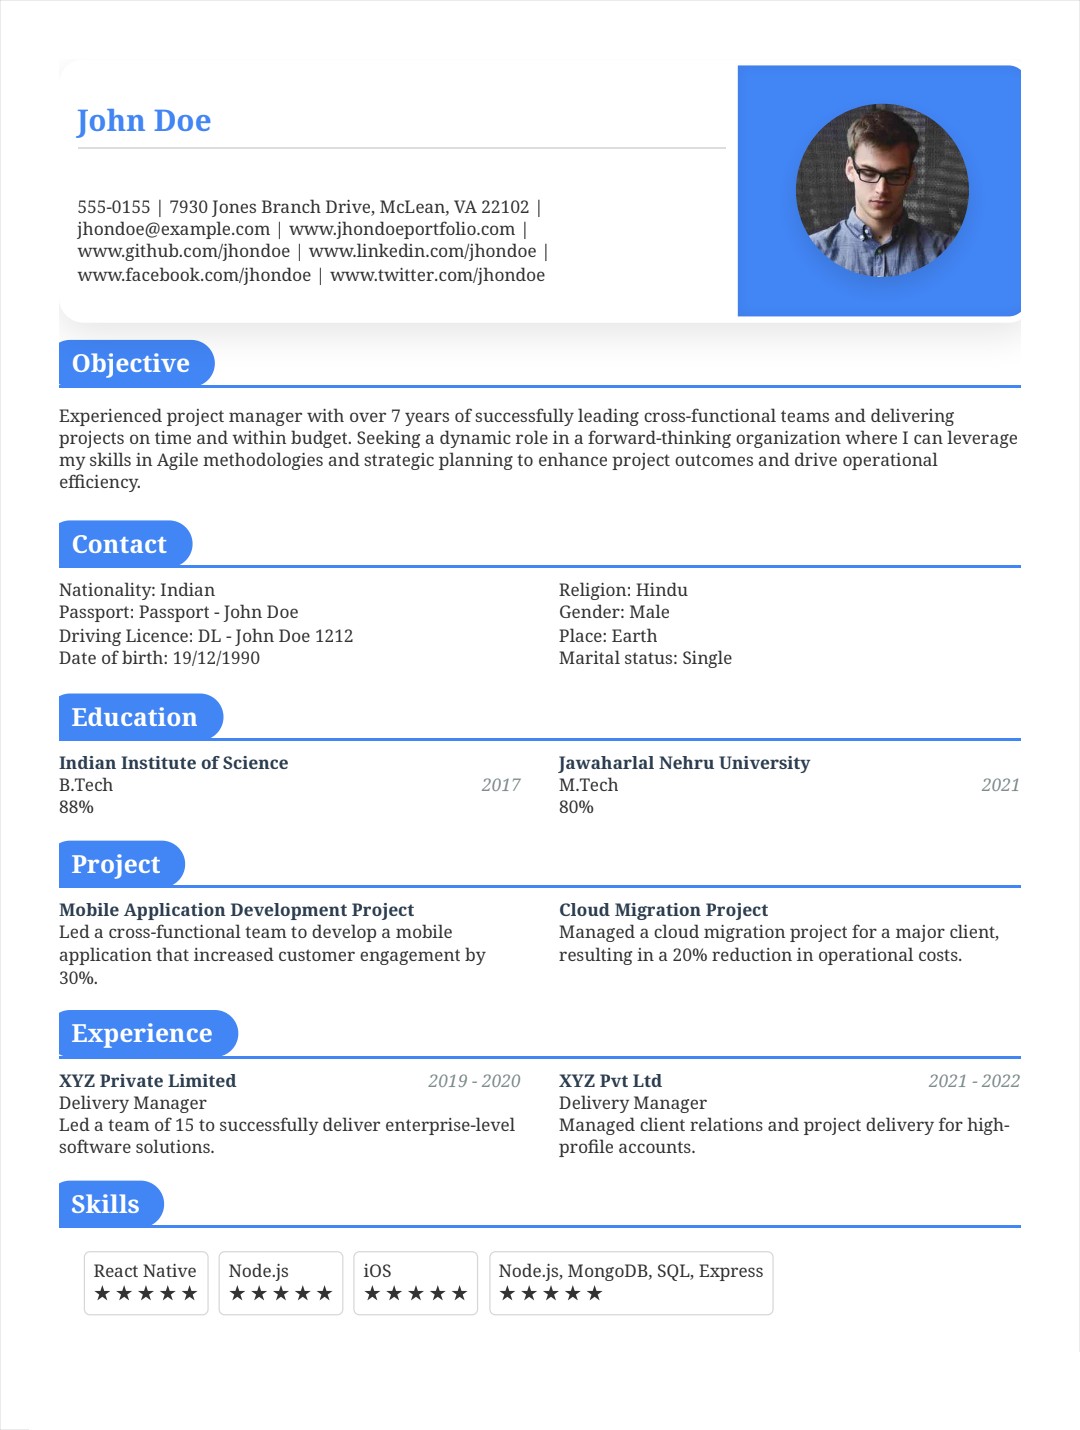 John Doe
555-0155 | 7930 Jones Branch Drive, McLean, VA 22102 |
jhondoe@example.com | www.jhondoeportfolio.com |
www.github.com/jhondoe | www.linkedin.com/jhondoe |
www.facebook.com/jhondoe | www.twitter.com/jhondoe
Objective
Experienced project manager with over 7 years of successfully leading cross-functional teams and delivering
projects on time and within budget. Seeking a dynamic role in a forward-thinking organization where I can leverage
my skills in Agile methodologies and strategic planning to enhance project outcomes and drive operational
efficiency.
Contact
Nationality: Indian
Passport: Passport - John Doe
Driving Licence: DL - John Doe 1212
Date of birth: 19/12/1990
Religion: Hindu
Gender: Male
Place: Earth
Marital status: Single
Education
Indian Institute of Science
B.Tech 2017
88%
Jawaharlal Nehru University
M.Tech 2021
80%
Project
Mobile Application Development Project
Led a cross-functional team to develop a mobile
application that increased customer engagement by
30%.
Cloud Migration Project
Managed a cloud migration project for a major client,
resulting in a 20% reduction in operational costs.
Experience
XYZ Private Limited 2019 - 2020
Delivery Manager
Led a team of 15 to successfully deliver enterprise-level
software solutions.
XYZ Pvt Ltd 2021 - 2022
Delivery Manager
Managed client relations and project delivery for high-
profile accounts.
Skills
React Native
★★★★★
Node.js
★★★★★
iOS
★★★★★
Node.js, MongoDB, SQL, Express
★★★★★